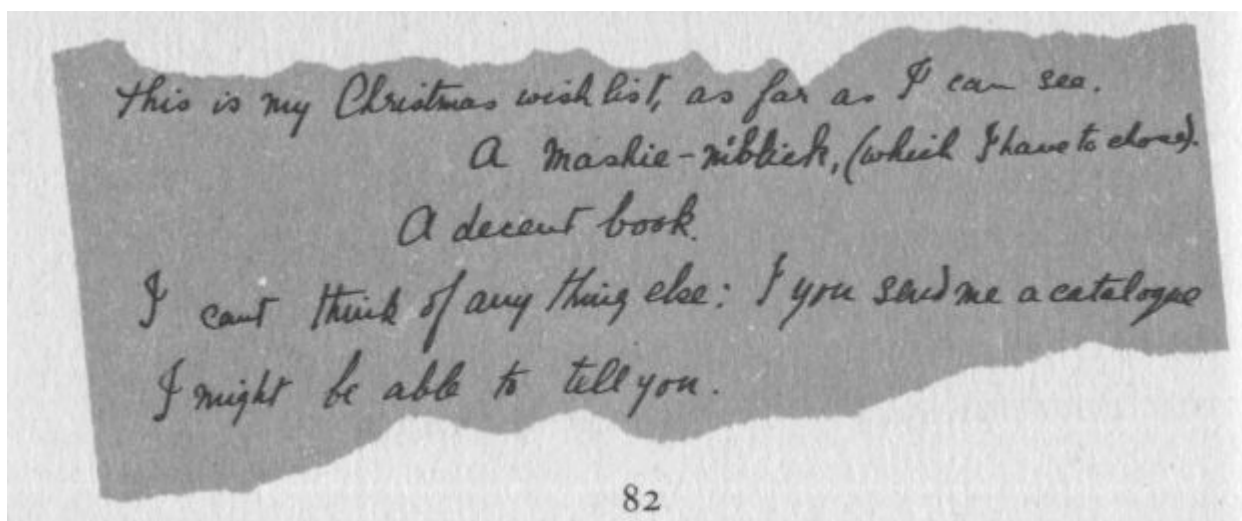 this is my Christmas wish list, as far as I can see.
A mashie-niblick, (which I have to chose).
A decent book.
I cant think of any thing else: I you send me a catalogue
I might be able to tell you.
82